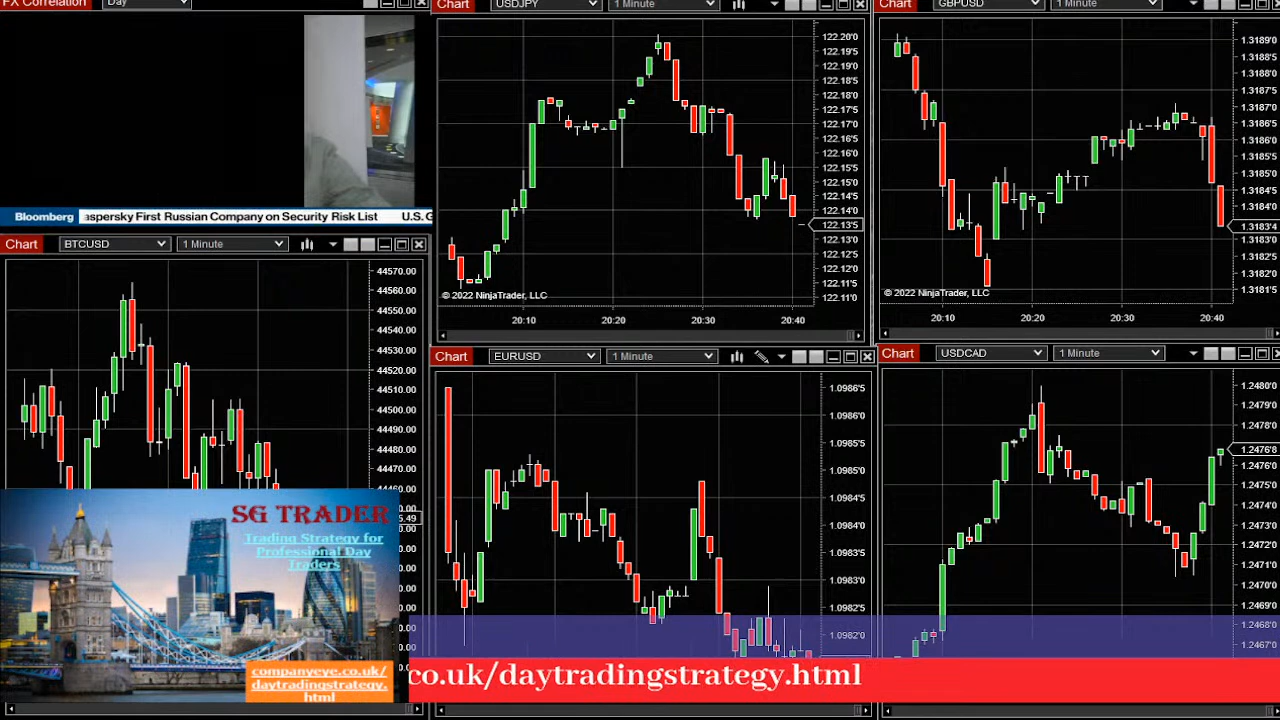 FX Correlation
Day
Bloomberg
aspersky First Russian Company on Security Risk List
U.S. G
Chart
BTCUSD
1 Minute
44570.00
44550.00
44540.00
44530.00
44520.00
44510.00
44500.00
44490.00
44480.00
44470.00
44460.00
5.49
SG TRADER
Trading Strategy for
Professional Day
Traders
companyeye.co.uk/
daytradingstrategy.
html
Chart
USDJPY
1 Minute
122.20'0
122.19'5
122.19'0
122.18'5
122.18'0
122.17'5
122.17'0
122.16'5
122.16'0
122.15'5
122.15'0
122.14'5
122.14'0
122.13'5
122.13'0
122.12'5
122.12'0
122.11'5
122.11'0
© 2022 NinjaTrader, LLC
20:10
20:20
20:30
20:40
Chart
GBPUSD
1 Minute
1.3189'0
1.3188'5
1.3188'0
1.3187'5
1.3187'0
1.3186'5
1.3186'0
1.3185'5
1.3185'0
1.3184'5
1.3184'0
1.3183'4
1.3183'0
1.3182'5
1.3182'0
1.3181'5
© 2022 NinjaTrader, LLC
20:10
20:20
20:30
20:40
Chart
EURUSD
1 Minute
1.0986'5
1.0986'0
1.0985'5
1.0985'0
1.0984'5
1.0984'0
1.0983'5
1.0983'0
1.0982'5
1.0982'0
Chart
USDCAD
1 Minute
1.2480'0
1.2479'0
1.2478'0
1.2476'8
1.2476'0
1.2475'0
1.2474'0
1.2473'0
1.2472'0
1.2471'0
1.2470'0
1.2469'0
1.2468'0
1.2467'0
co.uk/daytradingstrategy.html